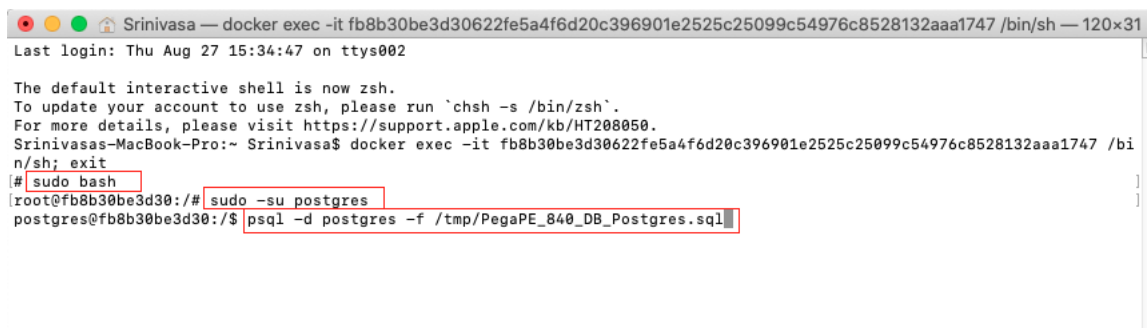 Srinivasa — docker exec -it fb8b30be3d30622fe5a4f6d20c396901e2525c25099c54976c8528132aaa1747 /bin/sh — 120×31
Last login: Thu Aug 27 15:34:47 on ttys002
The default interactive shell is now zsh.
To update your account to use zsh, please run `chsh -s /bin/zsh`.
For more details, please visit https://support.apple.com/kb/HT208050.
Srinivasas-MacBook-Pro:~ Srinivasa$ docker exec -it fb8b30be3d30622fe5a4f6d20c396901e2525c25099c54976c8528132aaa1747 /bi
n/sh; exit
[# sudo bash ]
[root@fb8b30be3d30:/# sudo -su postgres ]
postgres@fb8b30be3d30:/$ psql -d postgres -f /tmp/PegaPE_840_DB_Postgres.sql